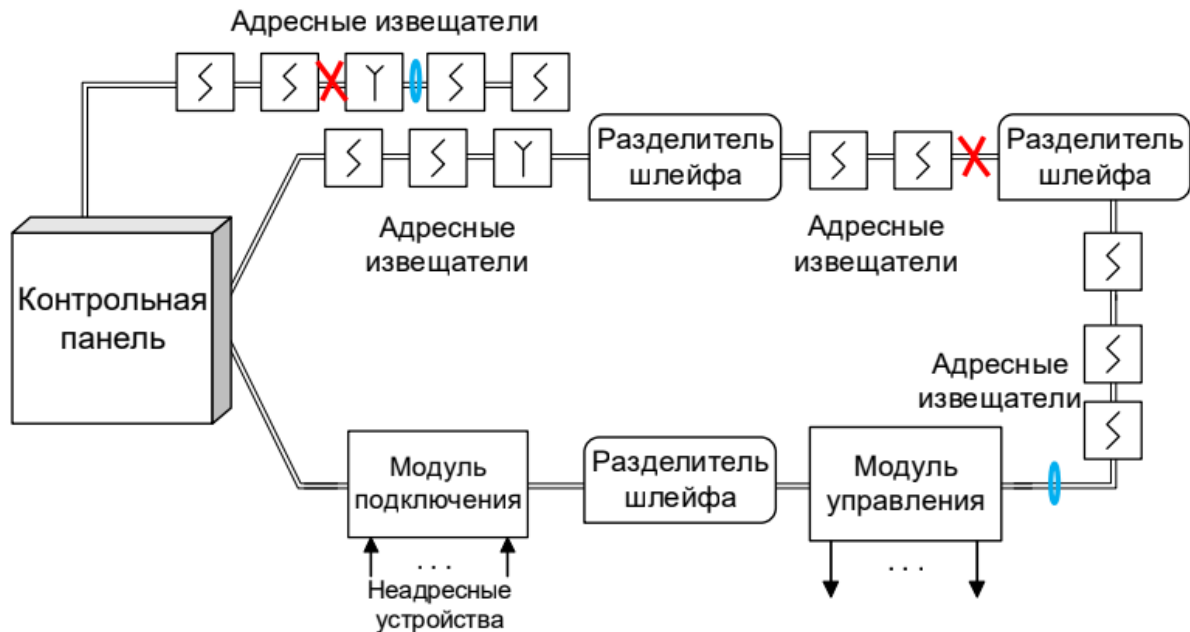 Адресные извещатели
Разделитель
шлейфа
Разделитель
шлейфа
Адресные
извещатели
Адресные
извещатели
Контрольная
панель
Адресные
извещатели
Модуль
подключения
Разделитель
шлейфа
Модуль
управления
. . .
. . .
Неадресные
устройства